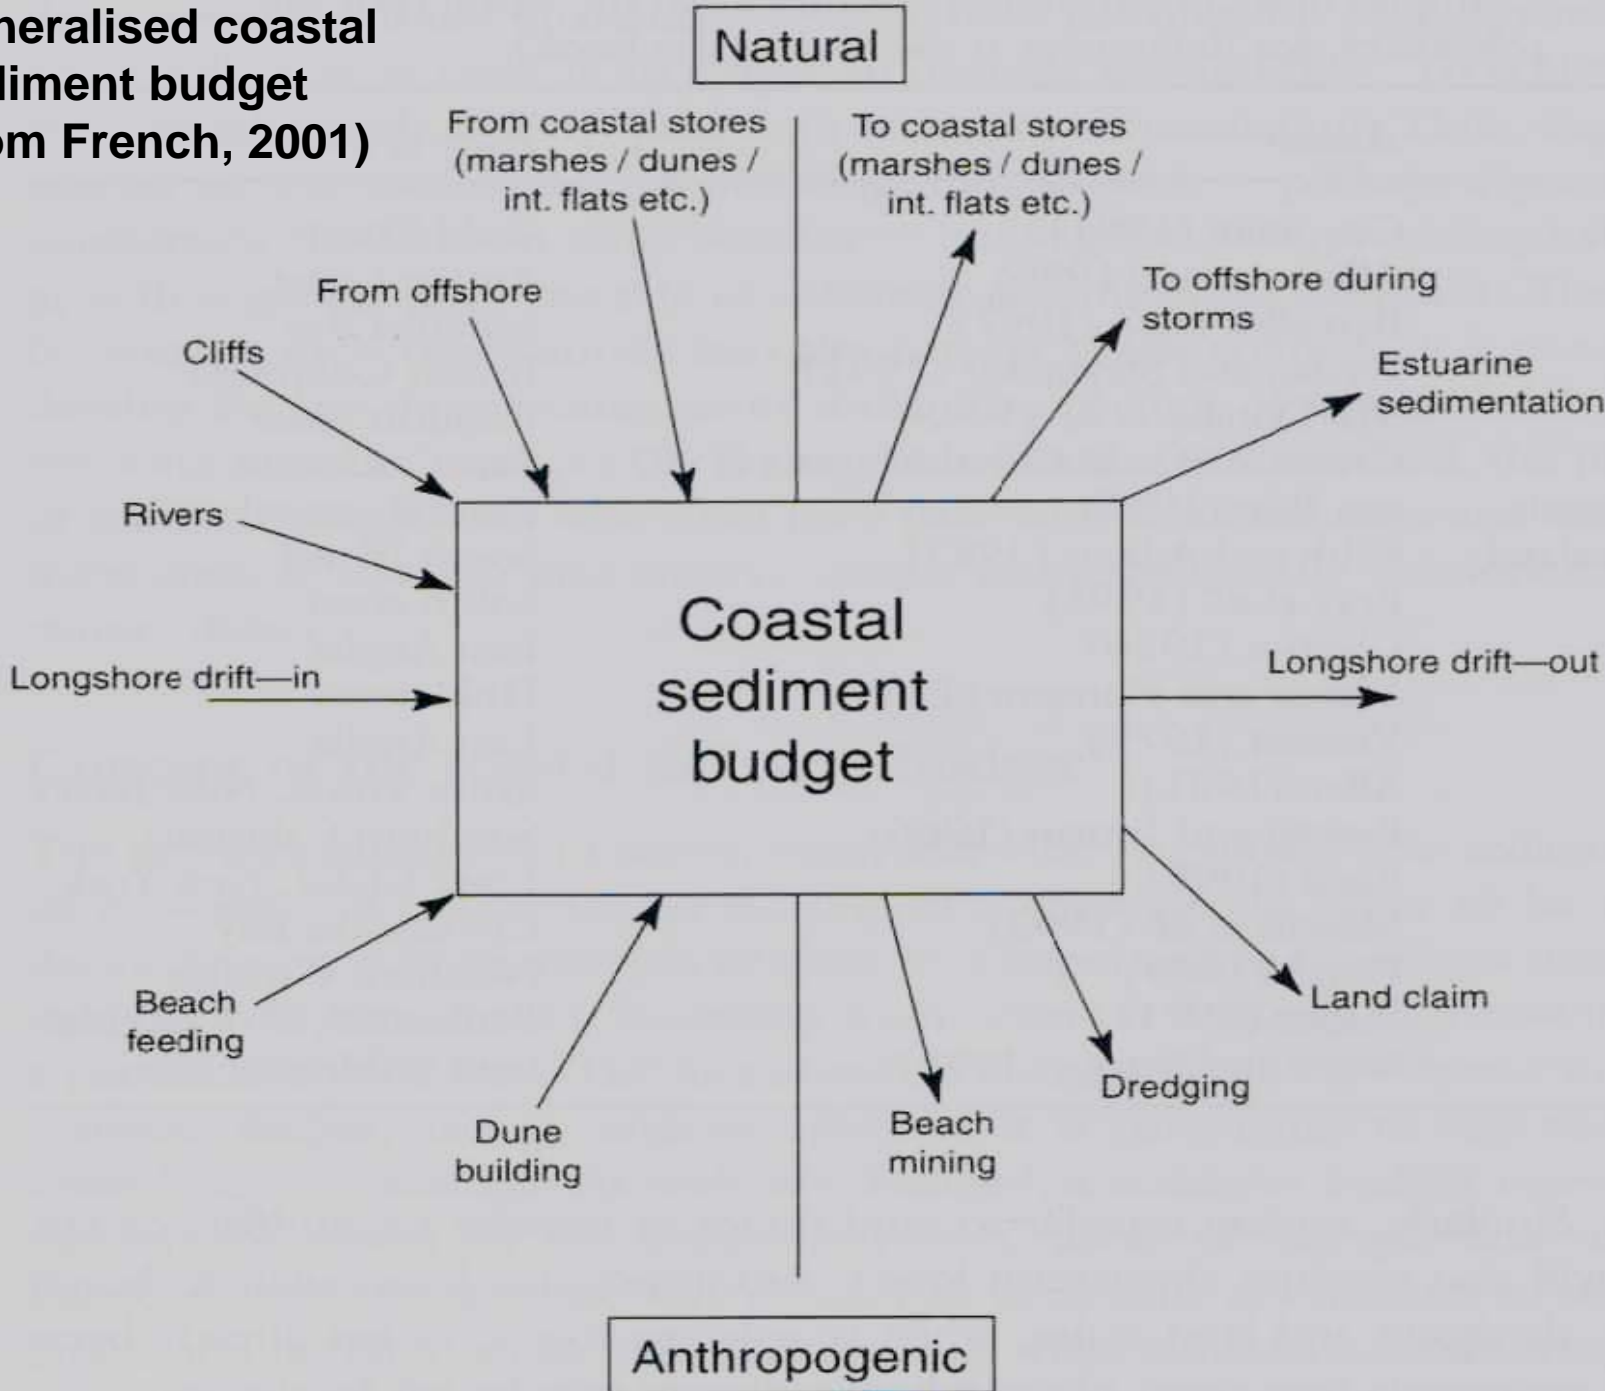 neralised coastal
diment budget
om French, 2001)
Natural
From coastal stores
(marshes / dunes /
int. flats etc.)
To coastal stores
(marshes / dunes /
int. flats etc.)
From offshore
To offshore during
storms
Cliffs
Estuarine
sedimentation
Rivers
Longshore drift—in
Coastal
sediment
budget
Longshore drift—out
Beach
feeding
Dune
building
Beach
mining
Dredging
Land claim
Anthropogenic